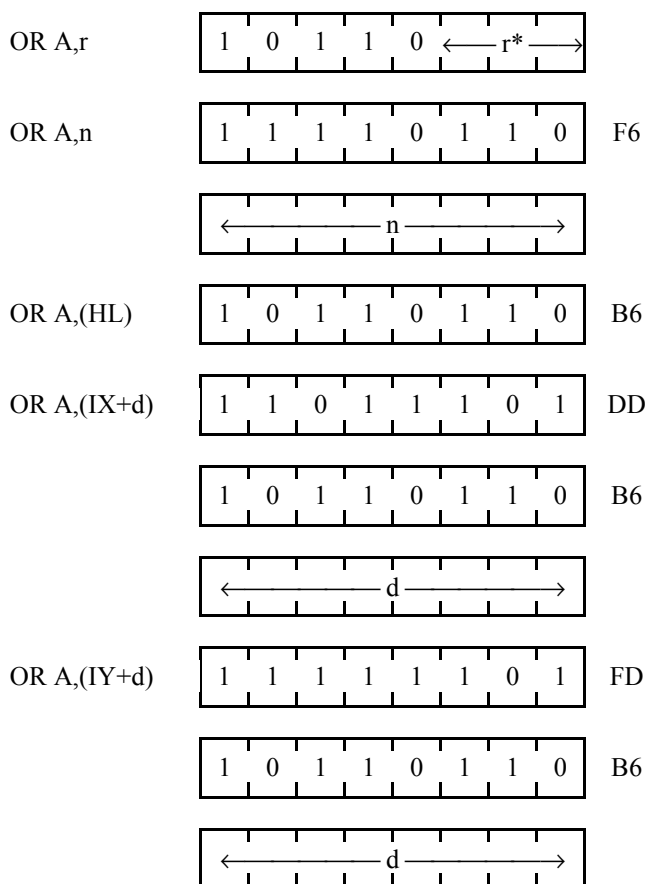 OR A,r 1 0 1 1 0 r*
OR A,n 1 1 1 1 0 1 1 0 F6
n
OR A,(HL) 1 0 1 1 0 1 1 0 B6
OR A,(IX+d) 1 1 0 1 1 1 0 1 DD
1 0 1 1 0 1 1 0 B6
d
OR A,(IY+d) 1 1 1 1 1 1 0 1 FD
1 0 1 1 0 1 1 0 B6
d